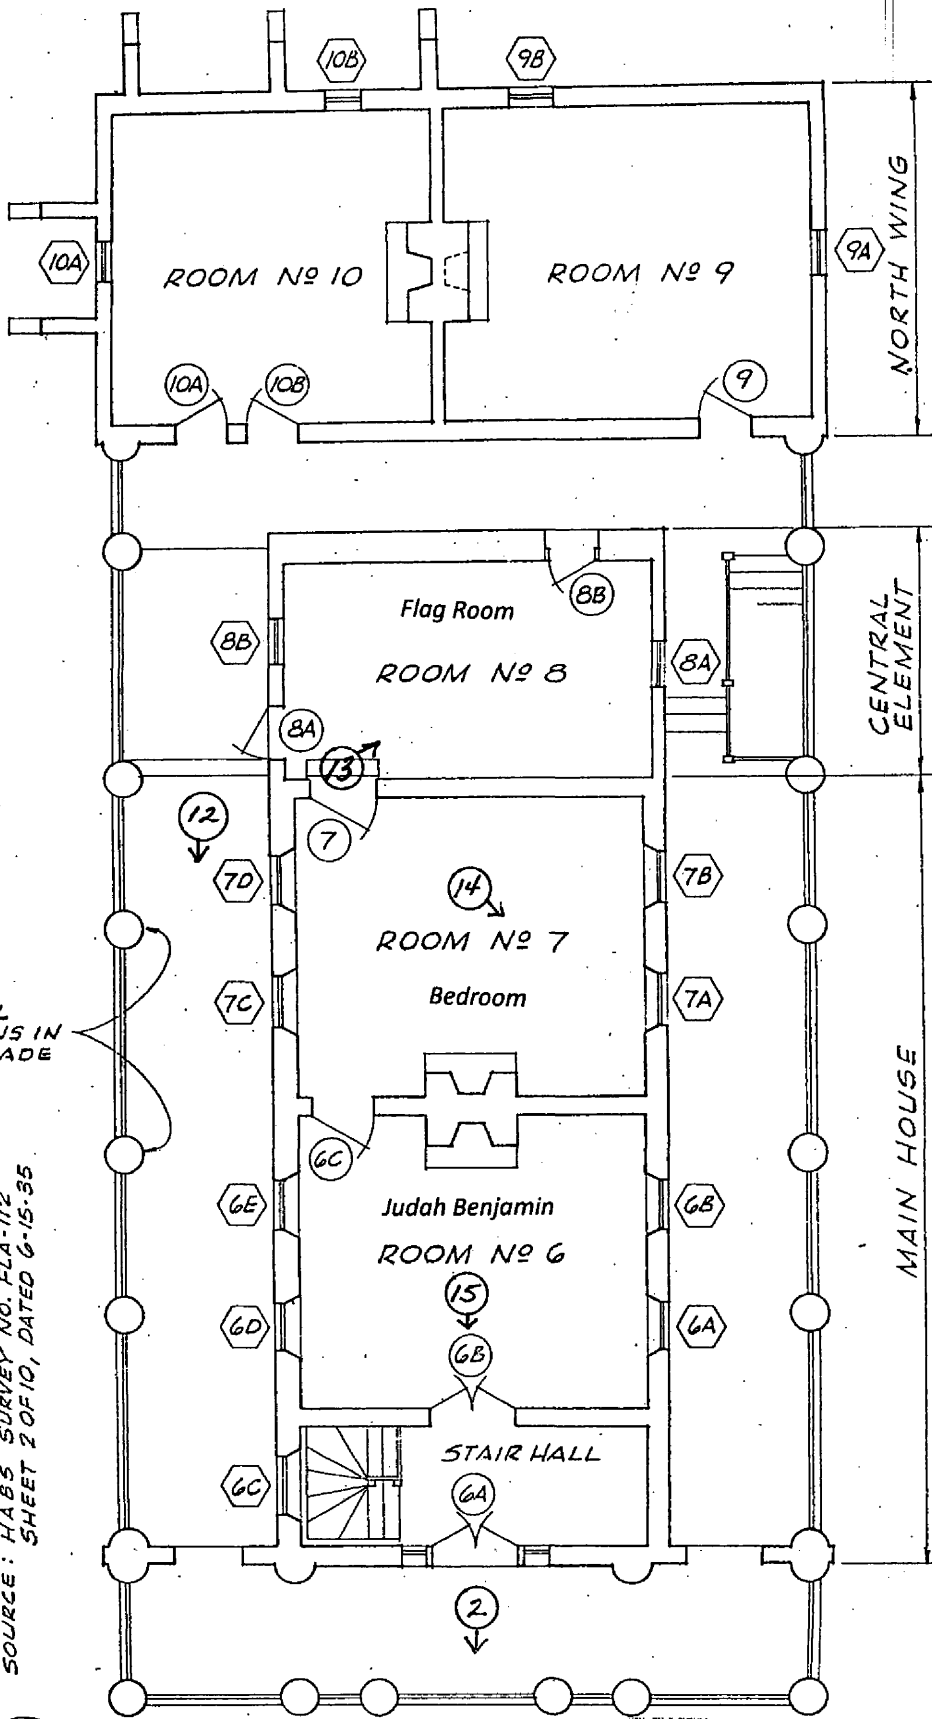 10B
9B
10A
ROOM Nº 10
ROOM Nº 9
9A
NORTH WING
10A
10B
9
Flag Room
8B
8B
ROOM Nº 8
8A
CENTRAL
ELEMENT
8A
13
12
7
7D
14
7B
ROOM Nº 7
7C
Bedroom
7A
IN
MAIN HOUSE
6C
6E
Judah Benjamin
6B
ROOM Nº 6
15
6D
6A
6B
STAIR HALL
6C
6A
2
SOURCE: HABS SURVEY NO. FLA-112
SHEET 2 OF 10, DATED 6-15-35